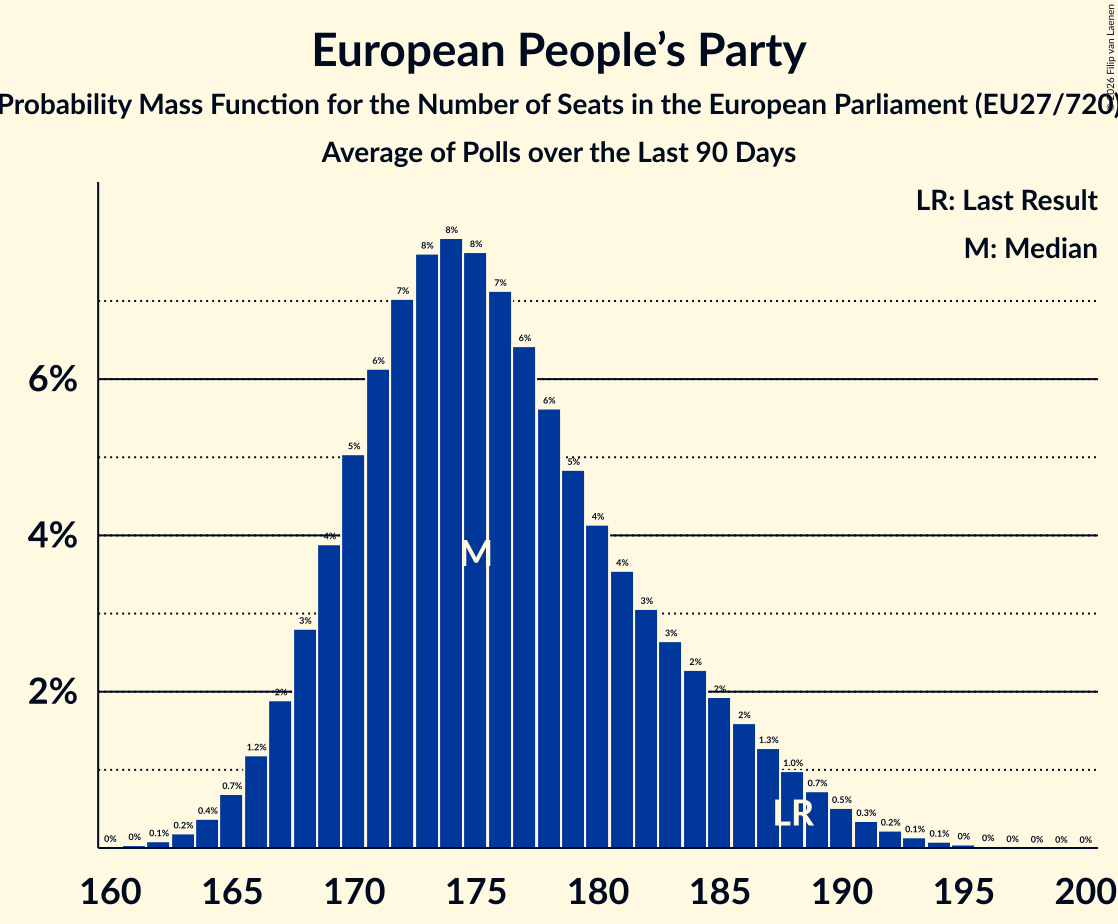 European People’s Party
Probability Mass Function for the Number of Seats in the European Parliament (EU27/720)
Average of Polls over the Last 90 Days
©2026 Filip van Laenen
LR: Last Result
M: Median
6%
4%
2%
0% 0% 0.1% 0.2% 0.4% 0.7% 1.2% 2% 3% 4% 5% 6% 7% 8% 8% 8% 7% 6% 6% 5% 4% 4% 3% 3% 2% 2% 2% 1.3% 1.0% 0.7% 0.5% 0.3% 0.2% 0.1% 0.1% 0% 0% 0% 0% 0% 0%
M
LR
160 165 170 175 180 185 190 195 200